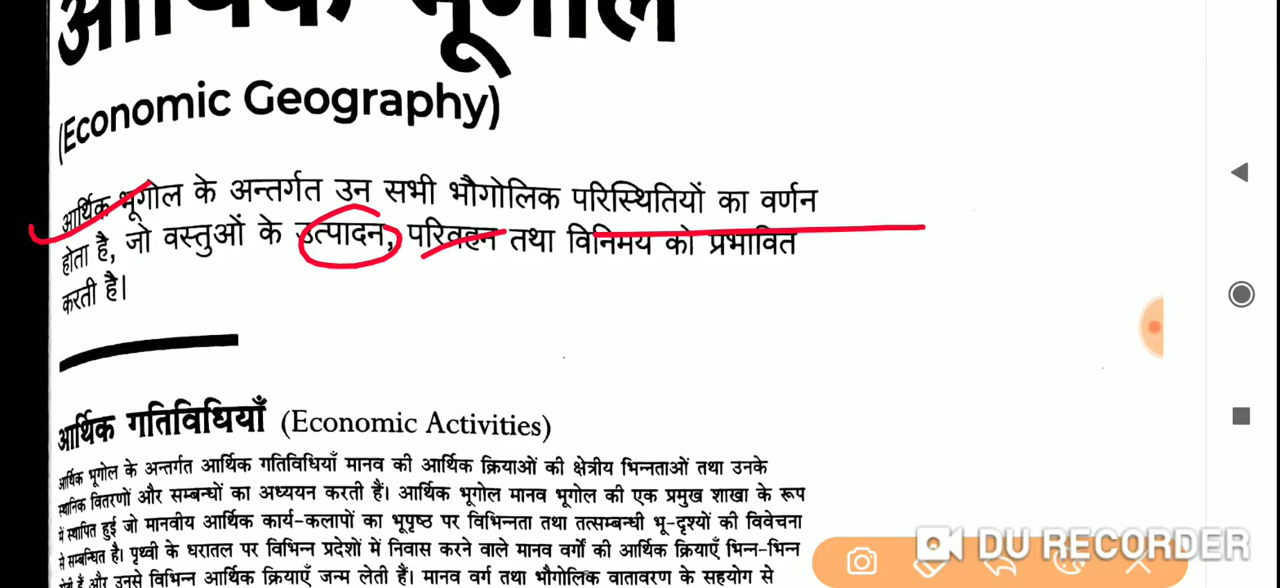 आर्थिक भूगोल
(Economic Geography)
आर्थिक भूगोल के अन्तर्गत उन सभी भौगोलिक परिस्थितियों का वर्णन
होता है, जो वस्तुओं के उत्पादन, परिवहन तथा विनिमय को प्रभावित
करती है।
आर्थिक गतिविधियाँ (Economic Activities)
आर्थिक भूगोल के अन्तर्गत आर्थिक गतिविधियाँ मानव की आर्थिक क्रियाओं की क्षेत्रीय भिन्नताओं तथा उनके
स्थानिक वितरणों और सम्बन्धों का अध्ययन करती हैं। आर्थिक भूगोल मानव भूगोल की एक प्रमुख शाखा के रूप
में स्थापित हुई जो मानवीय आर्थिक कार्य-कलापों का भूपृष्ठ पर विभिन्नता तथा तत्सम्बन्धी भू-दृश्यों की विवेचना
से सम्बन्धित है। पृथ्वी के धरातल पर विभिन्न प्रदेशों में निवास करने वाले मानव वर्गों की आर्थिक क्रियाएँ भिन्न-भिन्न
होती हैं और उनसे विभिन्न आर्थिक क्रियाएँ जन्म लेती हैं। मानव वर्ग तथा भौगोलिक वातावरण के सहयोग से
DU RECORDER